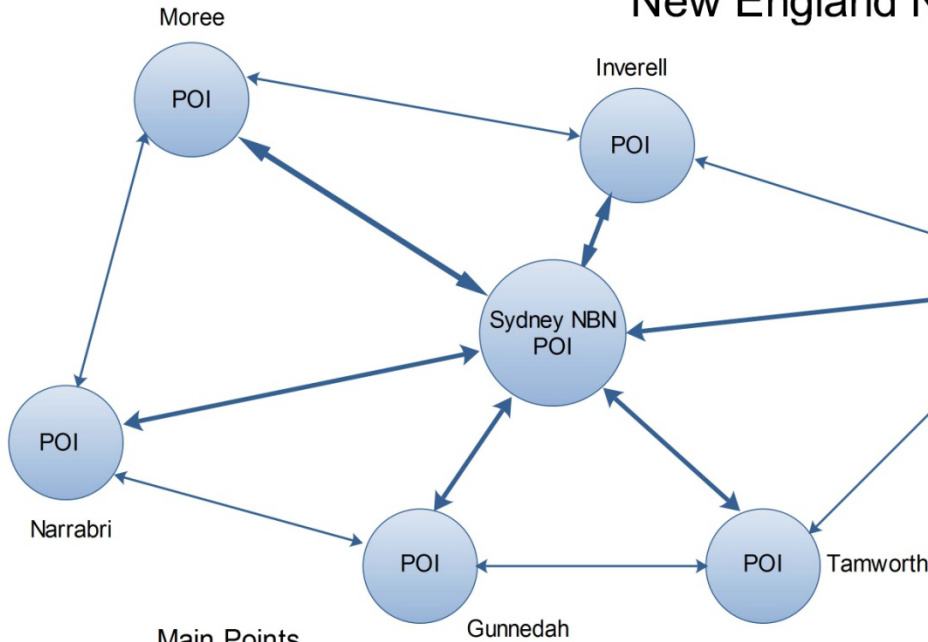 New England N
Moree
POI
Inverell
POI
Sydney NBN
POI
POI
Narrabri
POI
Gunnedah
POI
Tamworth
Main Points